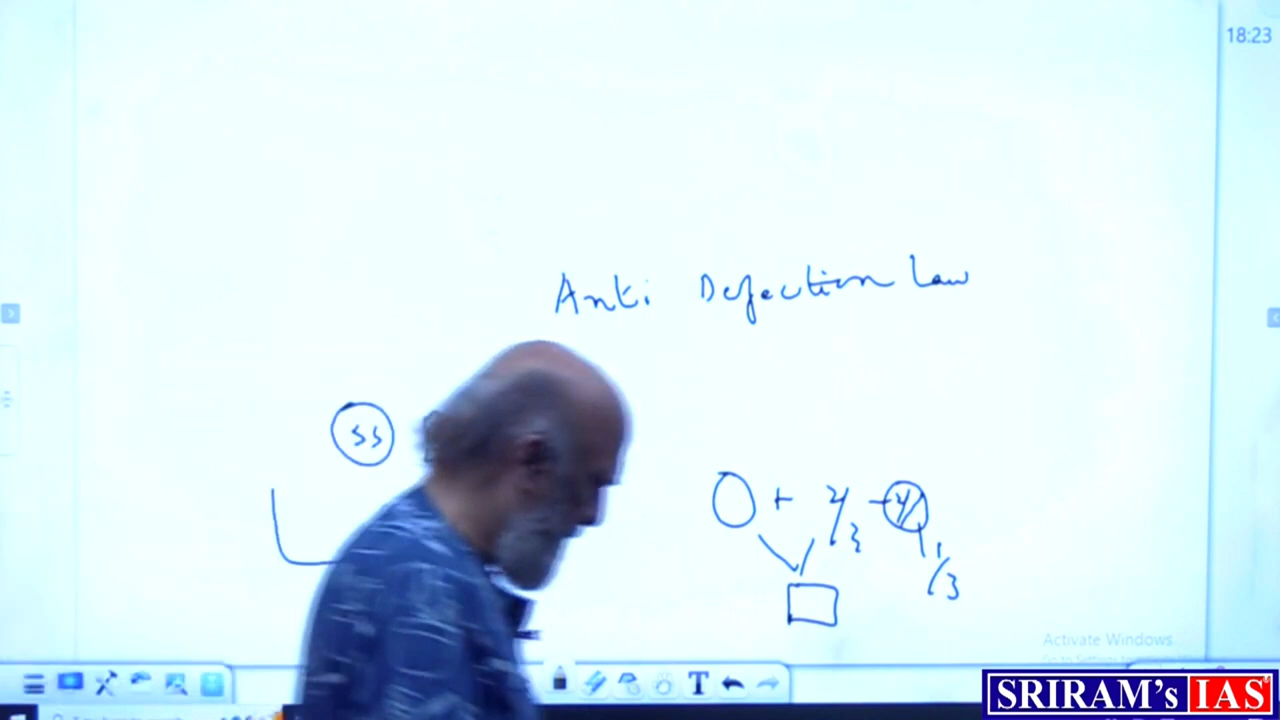 18:23
Anti Defection Law
SS
+ 2/3
1/3
Activate Windows
T
SRIRAM's IAS